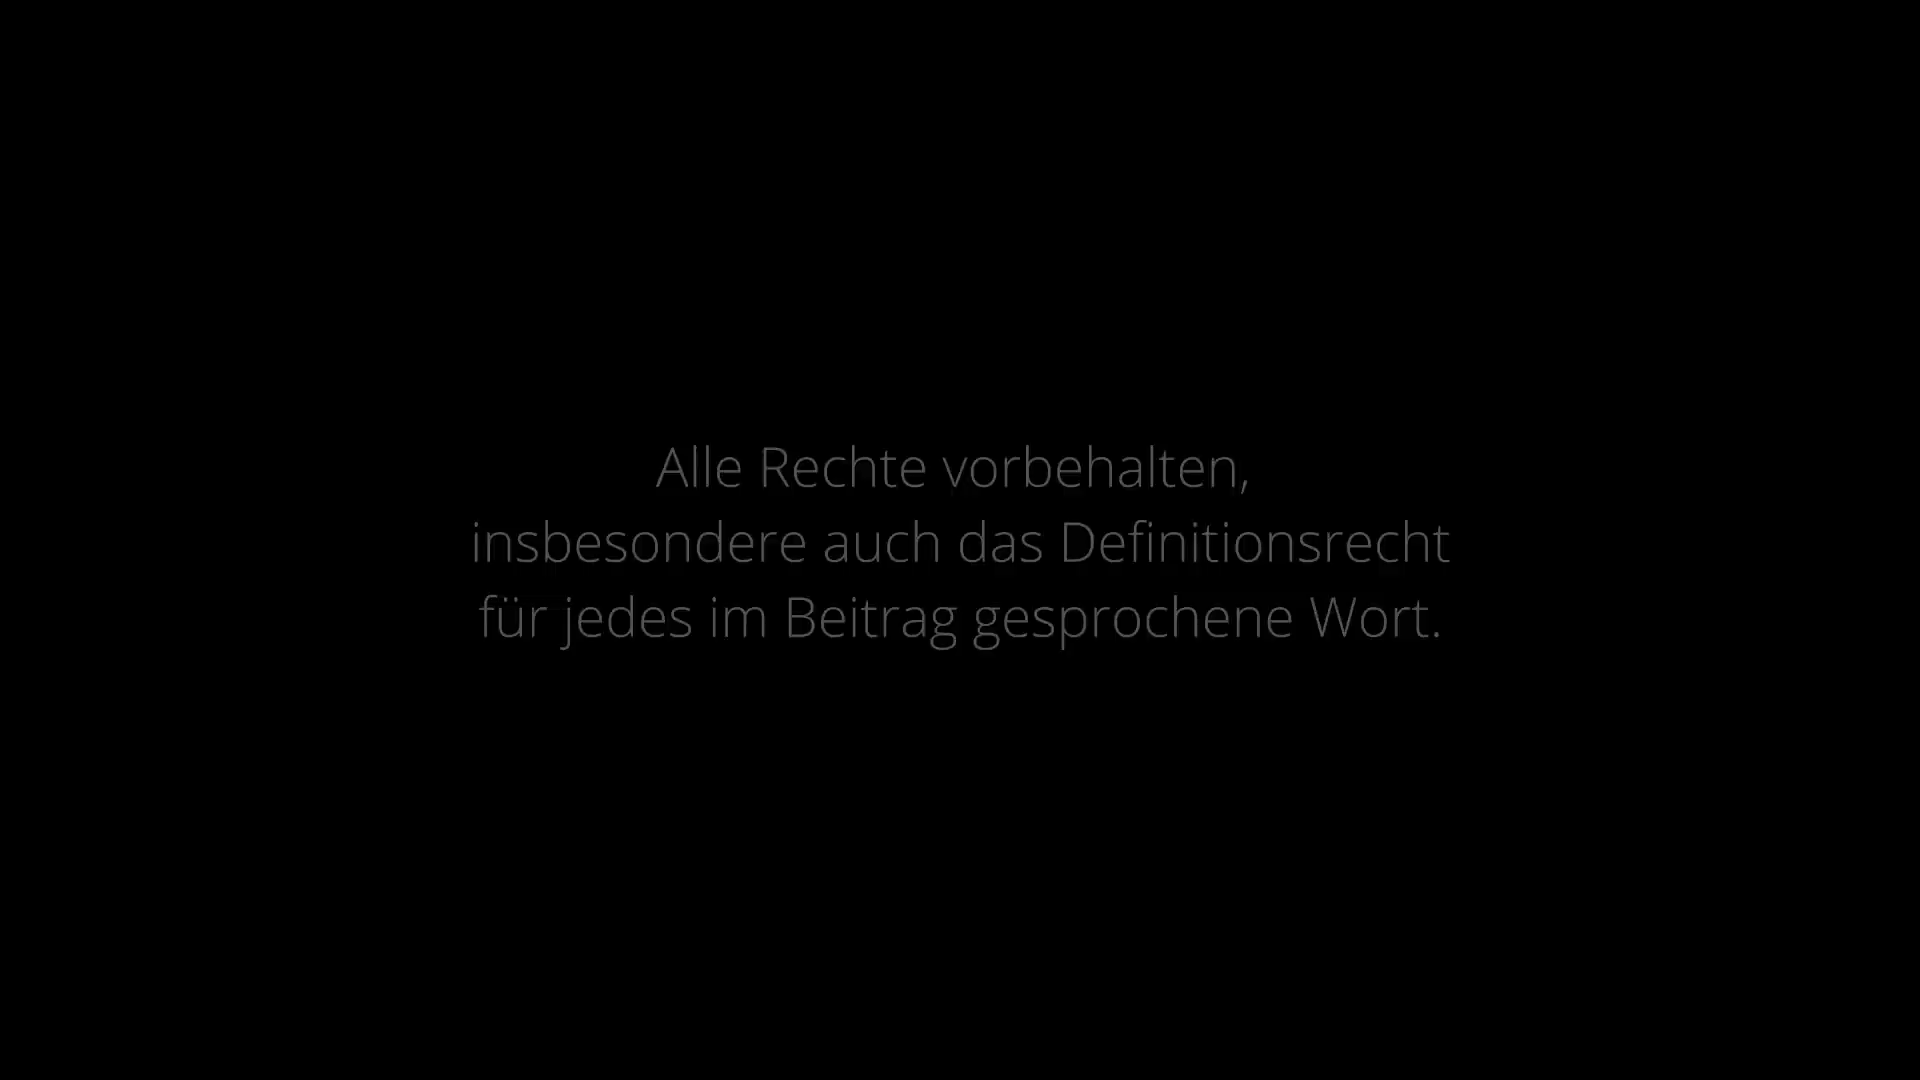 Alle Rechte vorbehalten,
insbesondere auch das Definitionsrecht
für jedes im Beitrag gesprochene Wort.